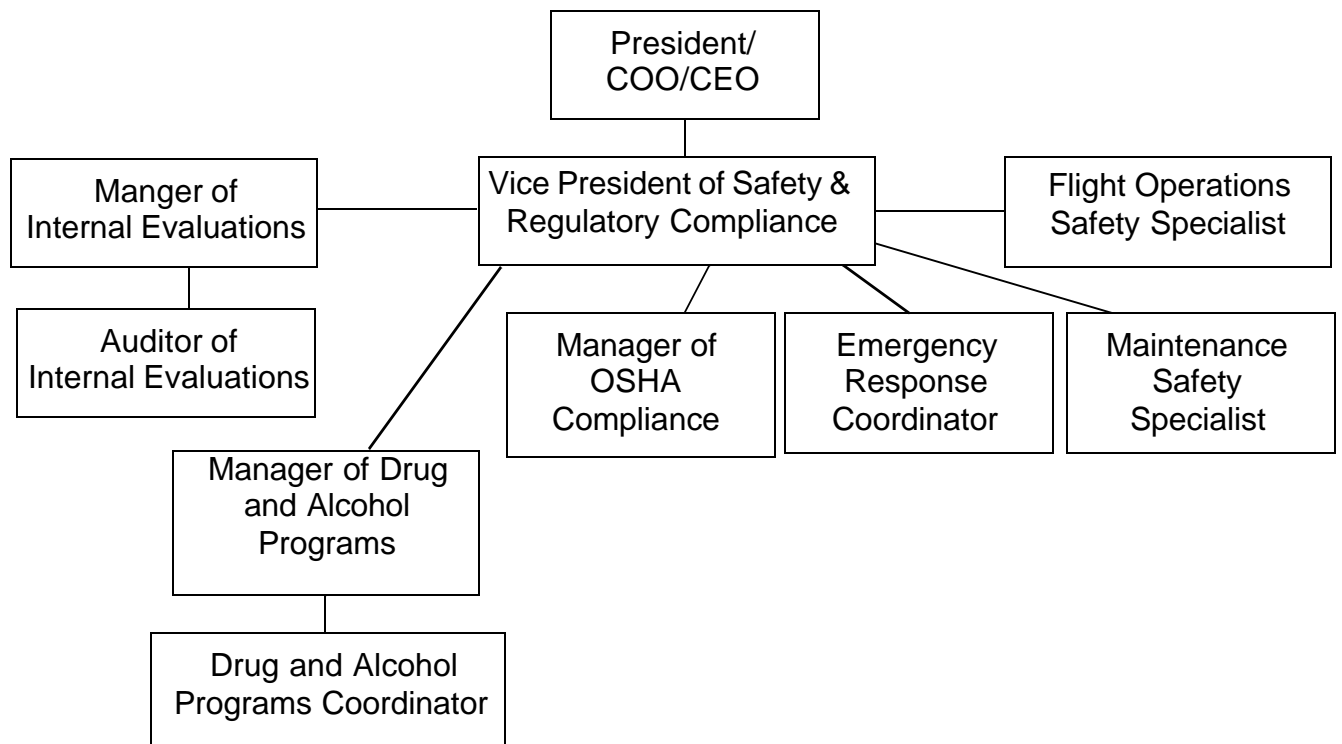 President/
COO/CEO
Manger of
Internal Evaluations
Vice President of Safety &
Regulatory Compliance
Flight Operations
Safety Specialist
Auditor of
Internal Evaluations
Manager of
OSHA
Compliance
Emergency
Response
Coordinator
Maintenance
Safety
Specialist
Manager of Drug
and Alcohol
Programs
Drug and Alcohol
Programs Coordinator